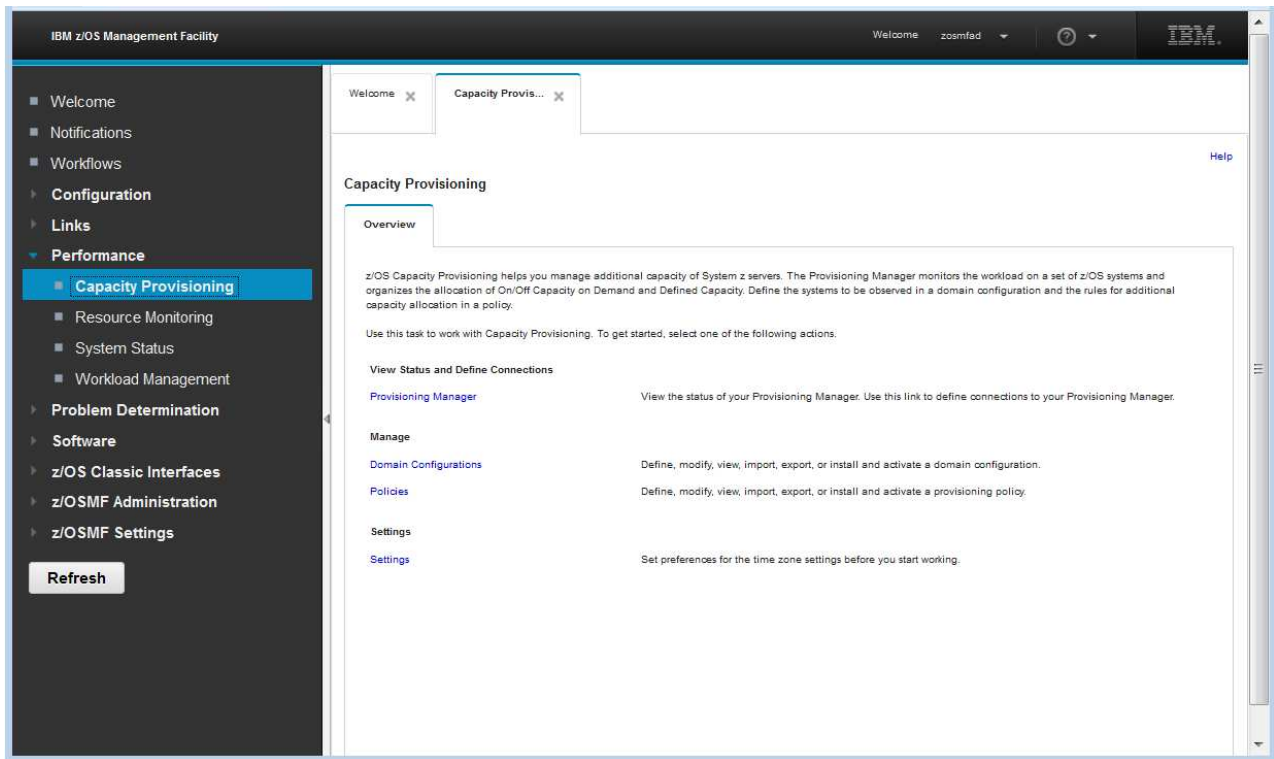 IBM z/OS Management Facility
Welcome zosmfad
IBM.
Welcome
Notifications
Workflows
Configuration
Links
Performance
Capacity Provisioning
Resource Monitoring
System Status
Workload Management
Problem Determination
Software
z/OS Classic Interfaces
z/OSMF Administration
z/OSMF Settings
Refresh
Welcome
Capacity Provis...
Help
Capacity Provisioning
Overview
z/OS Capacity Provisioning helps you manage additional capacity of System z servers. The Provisioning Manager monitors the workload on a set of z/OS systems and
organizes the allocation of On/Off Capacity on Demand and Defined Capacity. Define the systems to be observed in a domain configuration and the rules for additional
capacity allocation in a policy.
Use this task to work with Capacity Provisioning. To get started, select one of the following actions.
View Status and Define Connections
Provisioning Manager View the status of your Provisioning Manager. Use this link to define connections to your Provisioning Manager.
Manage
Domain Configurations Define, modify, view, import, export, or install and activate a domain configuration.
Policies Define, modify, view, import, export, or install and activate a provisioning policy.
Settings
Settings Set preferences for the time zone settings before you start working.